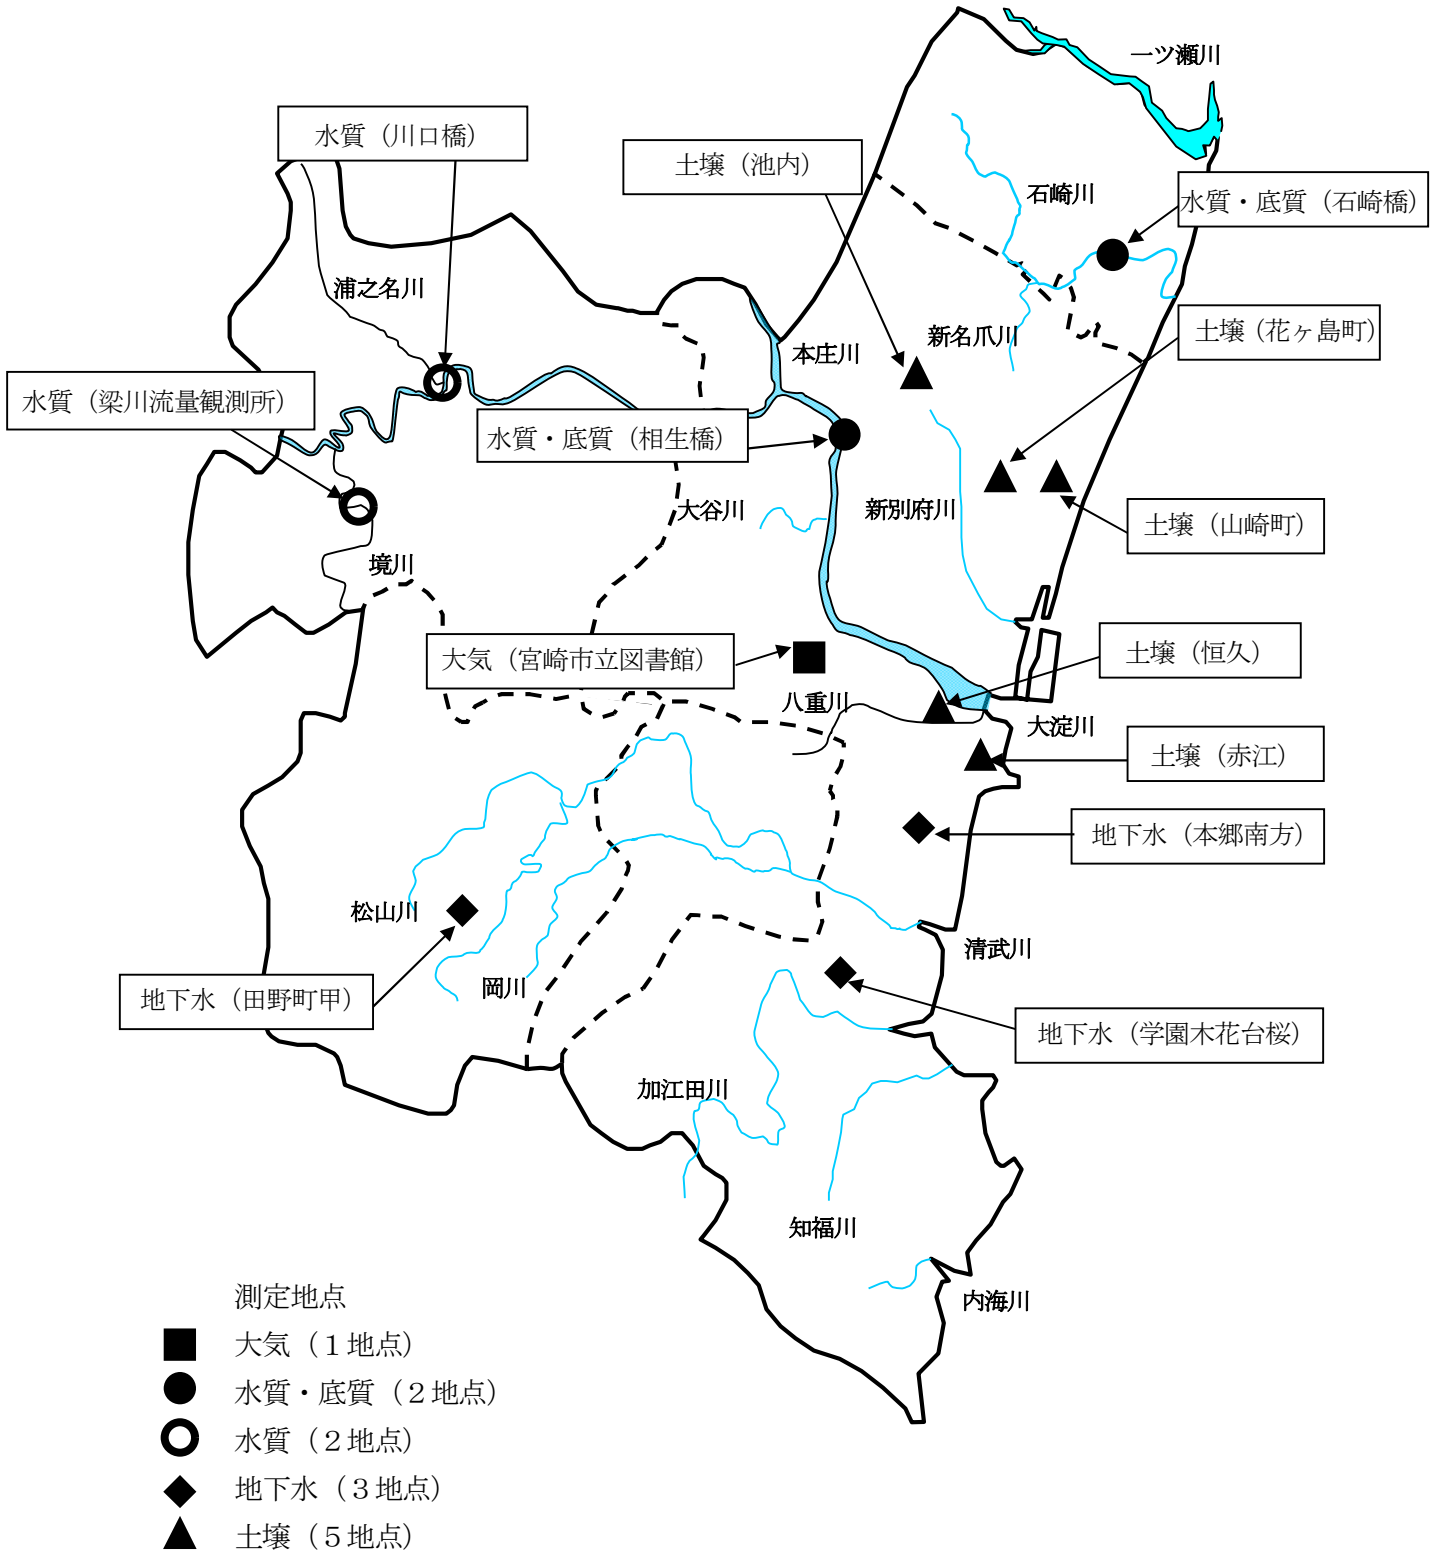 一ツ瀬川
水質（川口橋）
土壌（池内）
石崎川
水質・底質（石崎橋）
浦之名川
新名爪川
土壌（花ヶ島町）
本庄川
水質（梁川流量観測所）
水質・底質（相生橋）
大谷川
新別府川
土壌（山崎町）
境川
大気（宮崎市立図書館）
土壌（恒久）
八重川
大淀川
土壌（赤江）
地下水（本郷南方）
松山川
清武川
岡川
地下水（田野町甲）
地下水（学園木花台桜）
加江田川
知福川
内海川
測定地点
大気（１地点）
水質・底質（２地点）
水質（２地点）
地下水（３地点）
土壌（５地点）